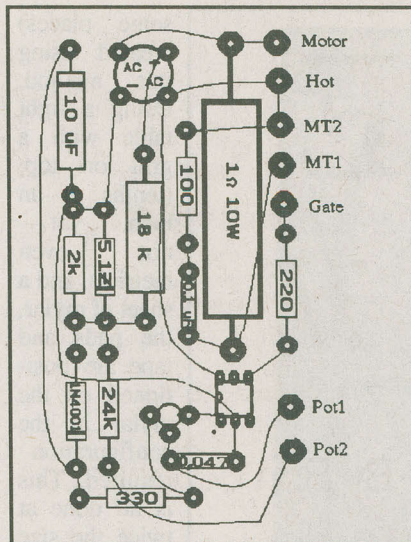 Motor
AC +
- AC
Hot
10 uF
MT2
MT1
100
1Ω 10W
18 k
Gate
2k
5.1Z
0.1 uF
220
1N4001
24k
Pot1
0.047
Pot2
330